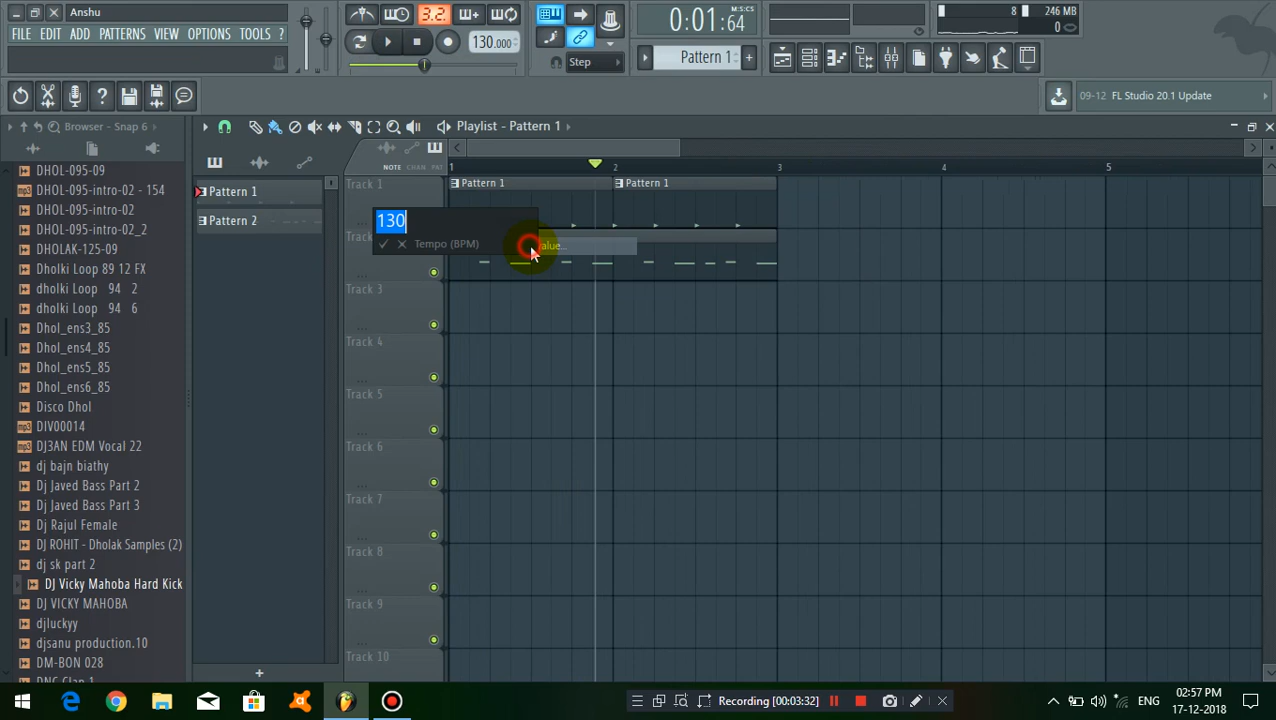 Anshu
FILE EDIT ADD PATTERNS VIEW OPTIONS TOOLS ?
3.2.
130.000
Step
0:01:64
M:S:CS
Pattern 1
8 246 MB
0
09-12 FL Studio 20.1 Update
Browser - Snap 6
Playlist - Pattern 1
NOTE CHAN PAT
1 2 3 4 5
DHOL-095-09
DHOL-095-intro-02 - 154
DHOL-095-intro-02
DHOL-095-intro-02_2
DHOLAK-125-09
Dholki Loop 89 12 FX
dholki Loop 94 2
dholki Loop 94 6
Dhol_ens3_85
Dhol_ens4_85
Dhol_ens5_85
Dhol_ens6_85
Disco Dhol
DIV00014
DJ3AN EDM Vocal 22
dj bajn biathy
Dj Javed Bass Part 2
Dj Javed Bass Part 3
Dj Rajul Female
DJ ROHIT - Dholak Samples (2)
dj sk part 2
DJ Vicky Mahoba Hard Kick
DJ VICKY MAHOBA
djluckyy
djsanu production.10
DM-BON 028
DNC Clap 1
Pattern 1
Pattern 2
Track 1
Pattern 1
Pattern 1
130
Tempo (BPM)
alue...
Track 3
Track 4
Track 5
Track 6
Track 7
Track 8
Track 9
Track 10
Recording [00:03:32]
ENG
02:57 PM
17-12-2018